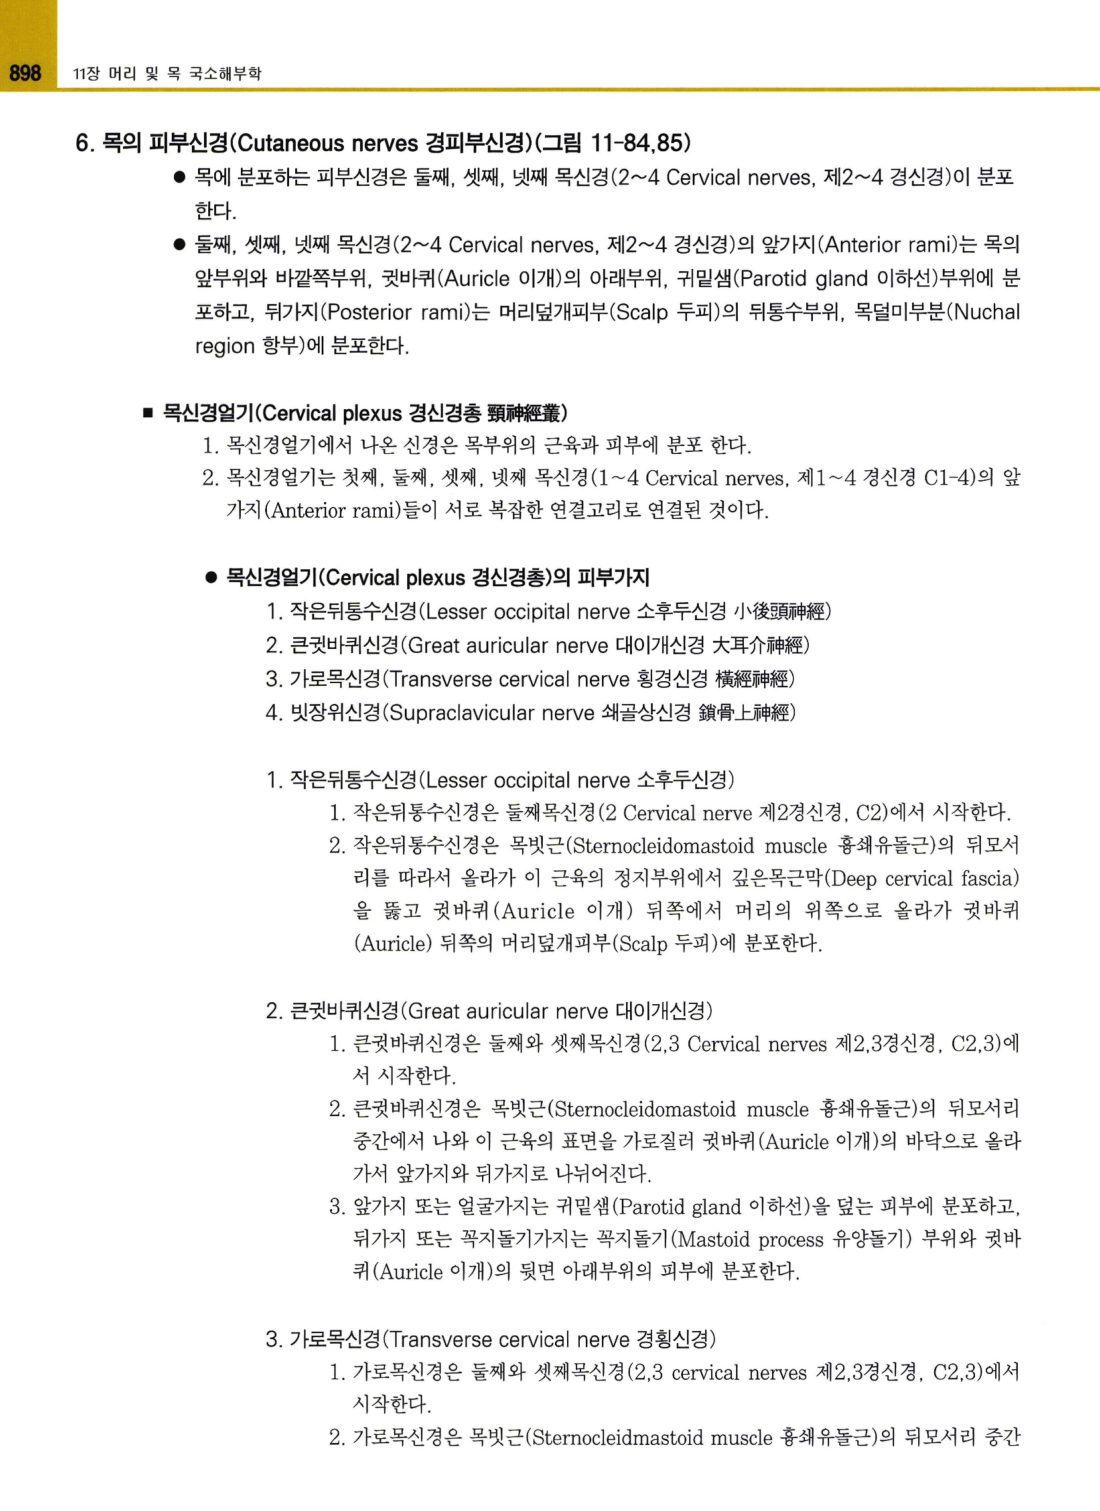 898
11장 머리 및 목 국소해부학
6. 목의 피부신경(Cutaneous nerves 경피부신경)(그림 11-84,85)
● 목에 분포하는 피부신경은 둘째, 셋째, 넷째 목신경(2~4 Cervical nerves, 제2~4 경신경)이 분포
한다.
● 둘째, 셋째, 넷째 목신경(2~4 Cervical nerves, 제2~4 경신경)의 앞가지(Anterior rami)는 목의
앞부위와 바깥쪽부위, 귓바퀴(Auricle 이개)의 아래부위, 귀밑샘(Parotid gland 이하선)부위에 분
포하고, 뒤가지(Posterior rami)는 머리덮개피부(Scalp 두피)의 뒤통수부위, 목덜미부분(Nuchal
region 항부)에 분포한다.
■ 목신경얼기(Cervical plexus 경신경총 頸神經叢)
1. 목신경얼기에서 나온 신경은 목부위의 근육과 피부에 분포 한다.
2. 목신경얼기는 첫째, 둘째, 셋째, 넷째 목신경(1~4 Cervical nerves, 제1~4 경신경 C1-4)의 앞
가지(Anterior rami)들이 서로 복잡한 연결고리로 연결된 것이다.
● 목신경얼기(Cervical plexus 경신경총)의 피부가지
1. 작은뒤통수신경(Lesser occipital nerve 소후두신경 小後頭神經)
2. 큰귓바퀴신경(Great auricular nerve 대이개신경 大耳介神經)
3. 가로목신경(Transverse cervical nerve 횡경신경 橫經神經)
4. 빗장위신경(Supraclavicular nerve 쇄골상신경 鎖骨上神經)
1. 작은뒤통수신경(Lesser occipital nerve 소후두신경)
1. 작은뒤통수신경은 둘째목신경(2 Cervical nerve 제2경신경, C2)에서 시작한다.
2. 작은뒤통수신경은 목빗근(Sternocleidomastoid muscle 흉쇄유돌근)의 뒤모서
리를 따라서 올라가 이 근육의 정지부위에서 깊은목근막(Deep cervical fascia)
을 뚫고 귓바퀴(Auricle 이개) 뒤쪽에서 머리의 위쪽으로 올라가 귓바퀴
(Auricle) 뒤쪽의 머리덮개피부(Scalp 두피)에 분포한다.
2. 큰귓바퀴신경(Great auricular nerve 대이개신경)
1. 큰귓바퀴신경은 둘째와 셋째목신경(2,3 Cervical nerves 제2,3경신경, C2,3)에
서 시작한다.
2. 큰귓바퀴신경은 목빗근(Sternocleidomastoid muscle 흉쇄유돌근)의 뒤모서리
중간에서 나와 이 근육의 표면을 가로질러 귓바퀴(Auricle 이개)의 바닥으로 올라
가서 앞가지와 뒤가지로 나뉘어진다.
3. 앞가지 또는 얼굴가지는 귀밑샘(Parotid gland 이하선)을 덮는 피부에 분포하고,
뒤가지 또는 꼭지돌기가지는 꼭지돌기(Mastoid process 유양돌기) 부위와 귓바
퀴(Auricle 이개)의 뒷면 아래부위의 피부에 분포한다.
3. 가로목신경(Transverse cervical nerve 경횡신경)
1. 가로목신경은 둘째와 셋째목신경(2,3 cervical nerves 제2,3경신경, C2,3)에서
시작한다.
2. 가로목신경은 목빗근(Sternocleidmastoid muscle 흉쇄유돌근)의 뒤모서리 중간